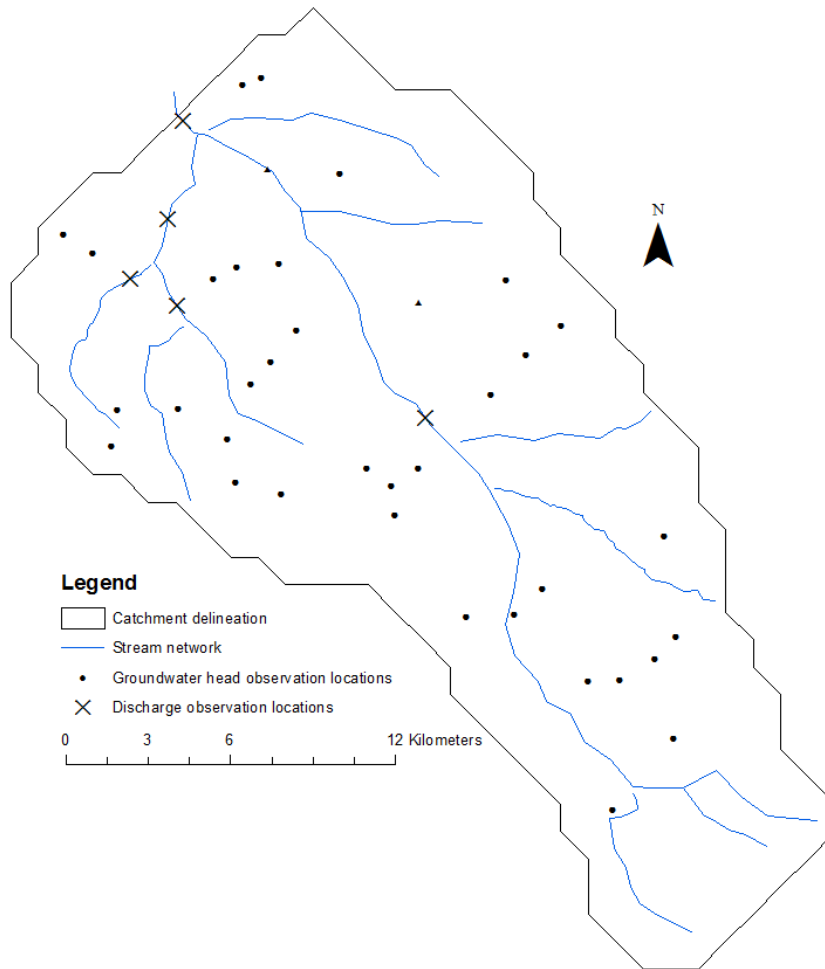 N
Legend
Catchment delineation
Stream network
Groundwater head observation locations
Discharge observation locations
0 3 6 12 Kilometers